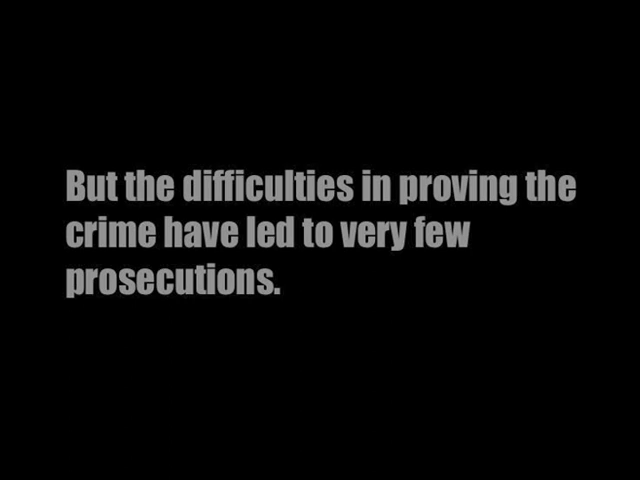 But the difficulties in proving the
crime have led to very few
prosecutions.